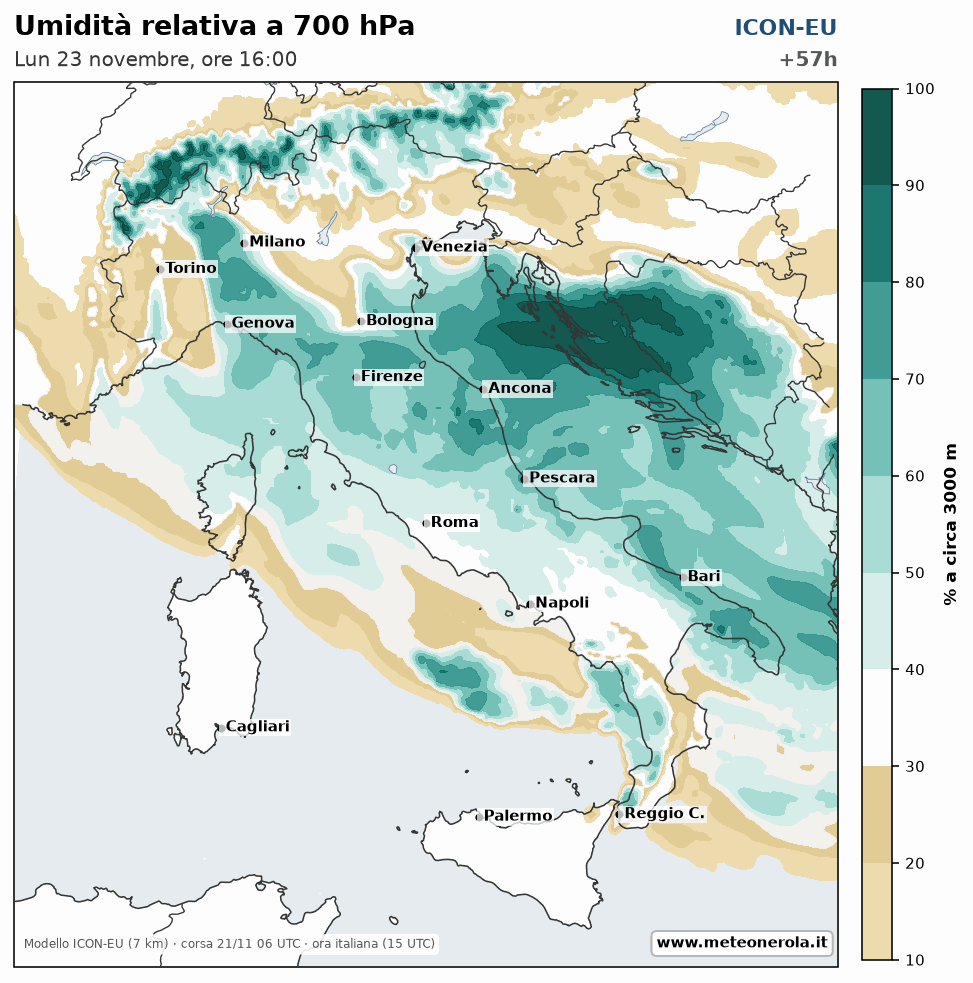 Umidità relativa a 700 hPa
ICON-EU
Lun 23 novembre, ore 16:00
+57h
Milano
Venezia
Torino
Genova
Bologna
Firenze
Ancona
Pescara
Roma
Bari
Napoli
Cagliari
Palermo
Reggio C.
Modello ICON-EU (7 km) · corsa 21/11 06 UTC · ora italiana (15 UTC)
www.meteonerola.it
100
90
80
70
60
50
40
30
20
10
% a circa 3000 m